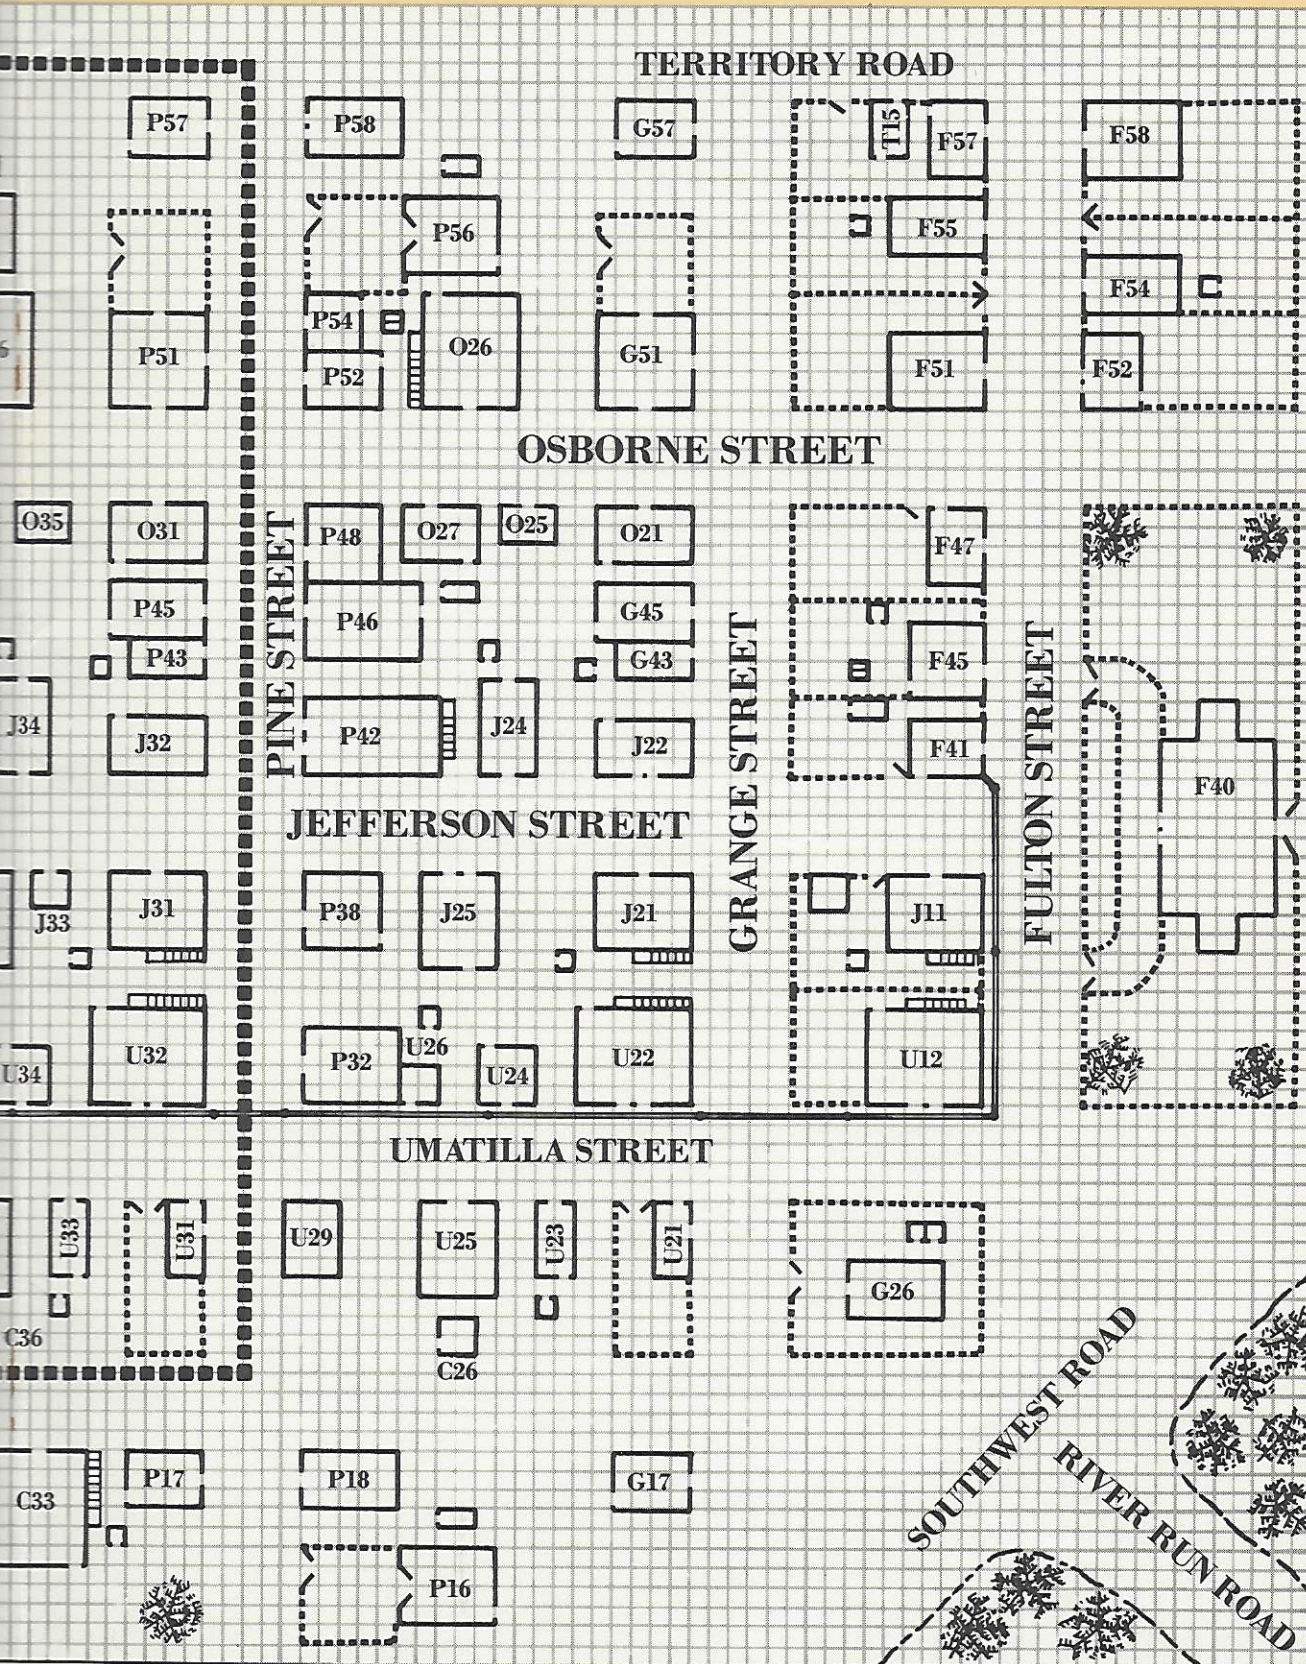 TERRITORY ROAD
P57
P58
G57
T15
F57
F58
P56
F55
P54
F54
P51
P52
O26
G51
F51
F52
OSBORNE STREET
O35
O31
P48
O27
O25
O21
F47
P45
P46
G45
P43
G43
F45
PINE STREET
J34
J32
P42
J24
J22
F41
GRANGE STREET
FULTON STREET
F40
JEFFERSON STREET
J33
J31
P38
J25
J21
J11
U34
U32
P32
U26
U24
U22
U12
UMATILLA STREET
U33
U31
U29
U25
U23
U21
G26
C36
C26
SOUTHWEST ROAD
RIVER RUN ROAD
C33
P17
P18
G17
P16